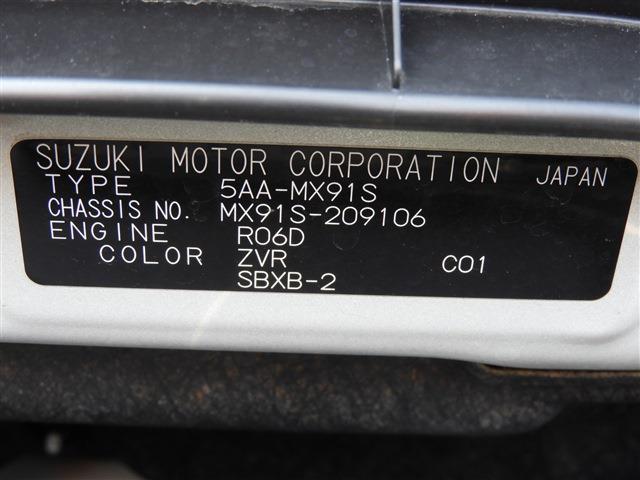 SUZUKI MOTOR CORPORATION JAPAN
TYPE 5AA-MX91S
CHASSIS NO. MX91S-209106
ENGINE R06D
COLOR ZVR C01
SBXB-2